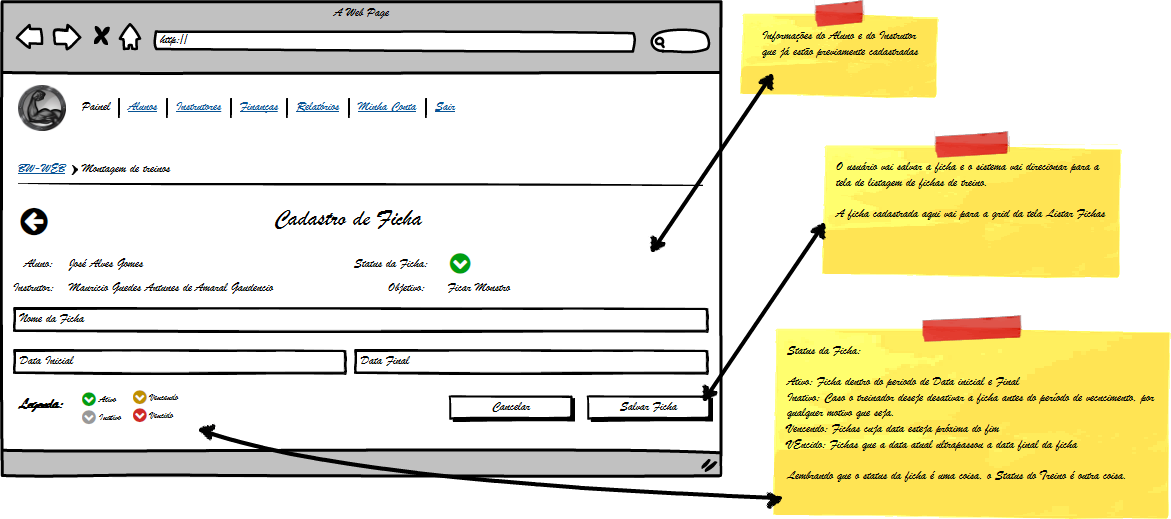 A Web Page
http://
Painel | Alunos | Instrutores | Finanças | Relatórios | Minha Conta | Sair
BW-WEB Montagem de treinos
Cadastro de Ficha
Aluno: José Alves Gomes Status da Ficha:
Instrutor: Mauricio Guedes Antunes de Amaral Gaudencio Objetivo: Ficar Monstro
Nome da Ficha
Data Inicial Data Final
Legenda: Ativo Vencendo
Inativo Vencido
Cancelar Salvar Ficha
Informações do Aluno e do Instrutor
que já estão previamente cadastradas
O usuário vai salvar a ficha e o sistema vai direcionar para a
tela de listagem de fichas de treino.
A ficha cadastrada aqui vai para a grid da tela Listar Fichas
Status da Ficha:
Ativo: Ficha dentro do periodo de Data inicial e Final
Inativo: Caso o treinador deseje desativar a ficha antes do período de vecncimento, por
qualquer motivo que seja.
Vencendo: Fichas cuja data esteja próxima do fim
VEncido: Fichas que a data atual ultrapassou a data final da ficha
Lembrando que o status da ficha é uma coisa, o Status do Treino é outra coisa.